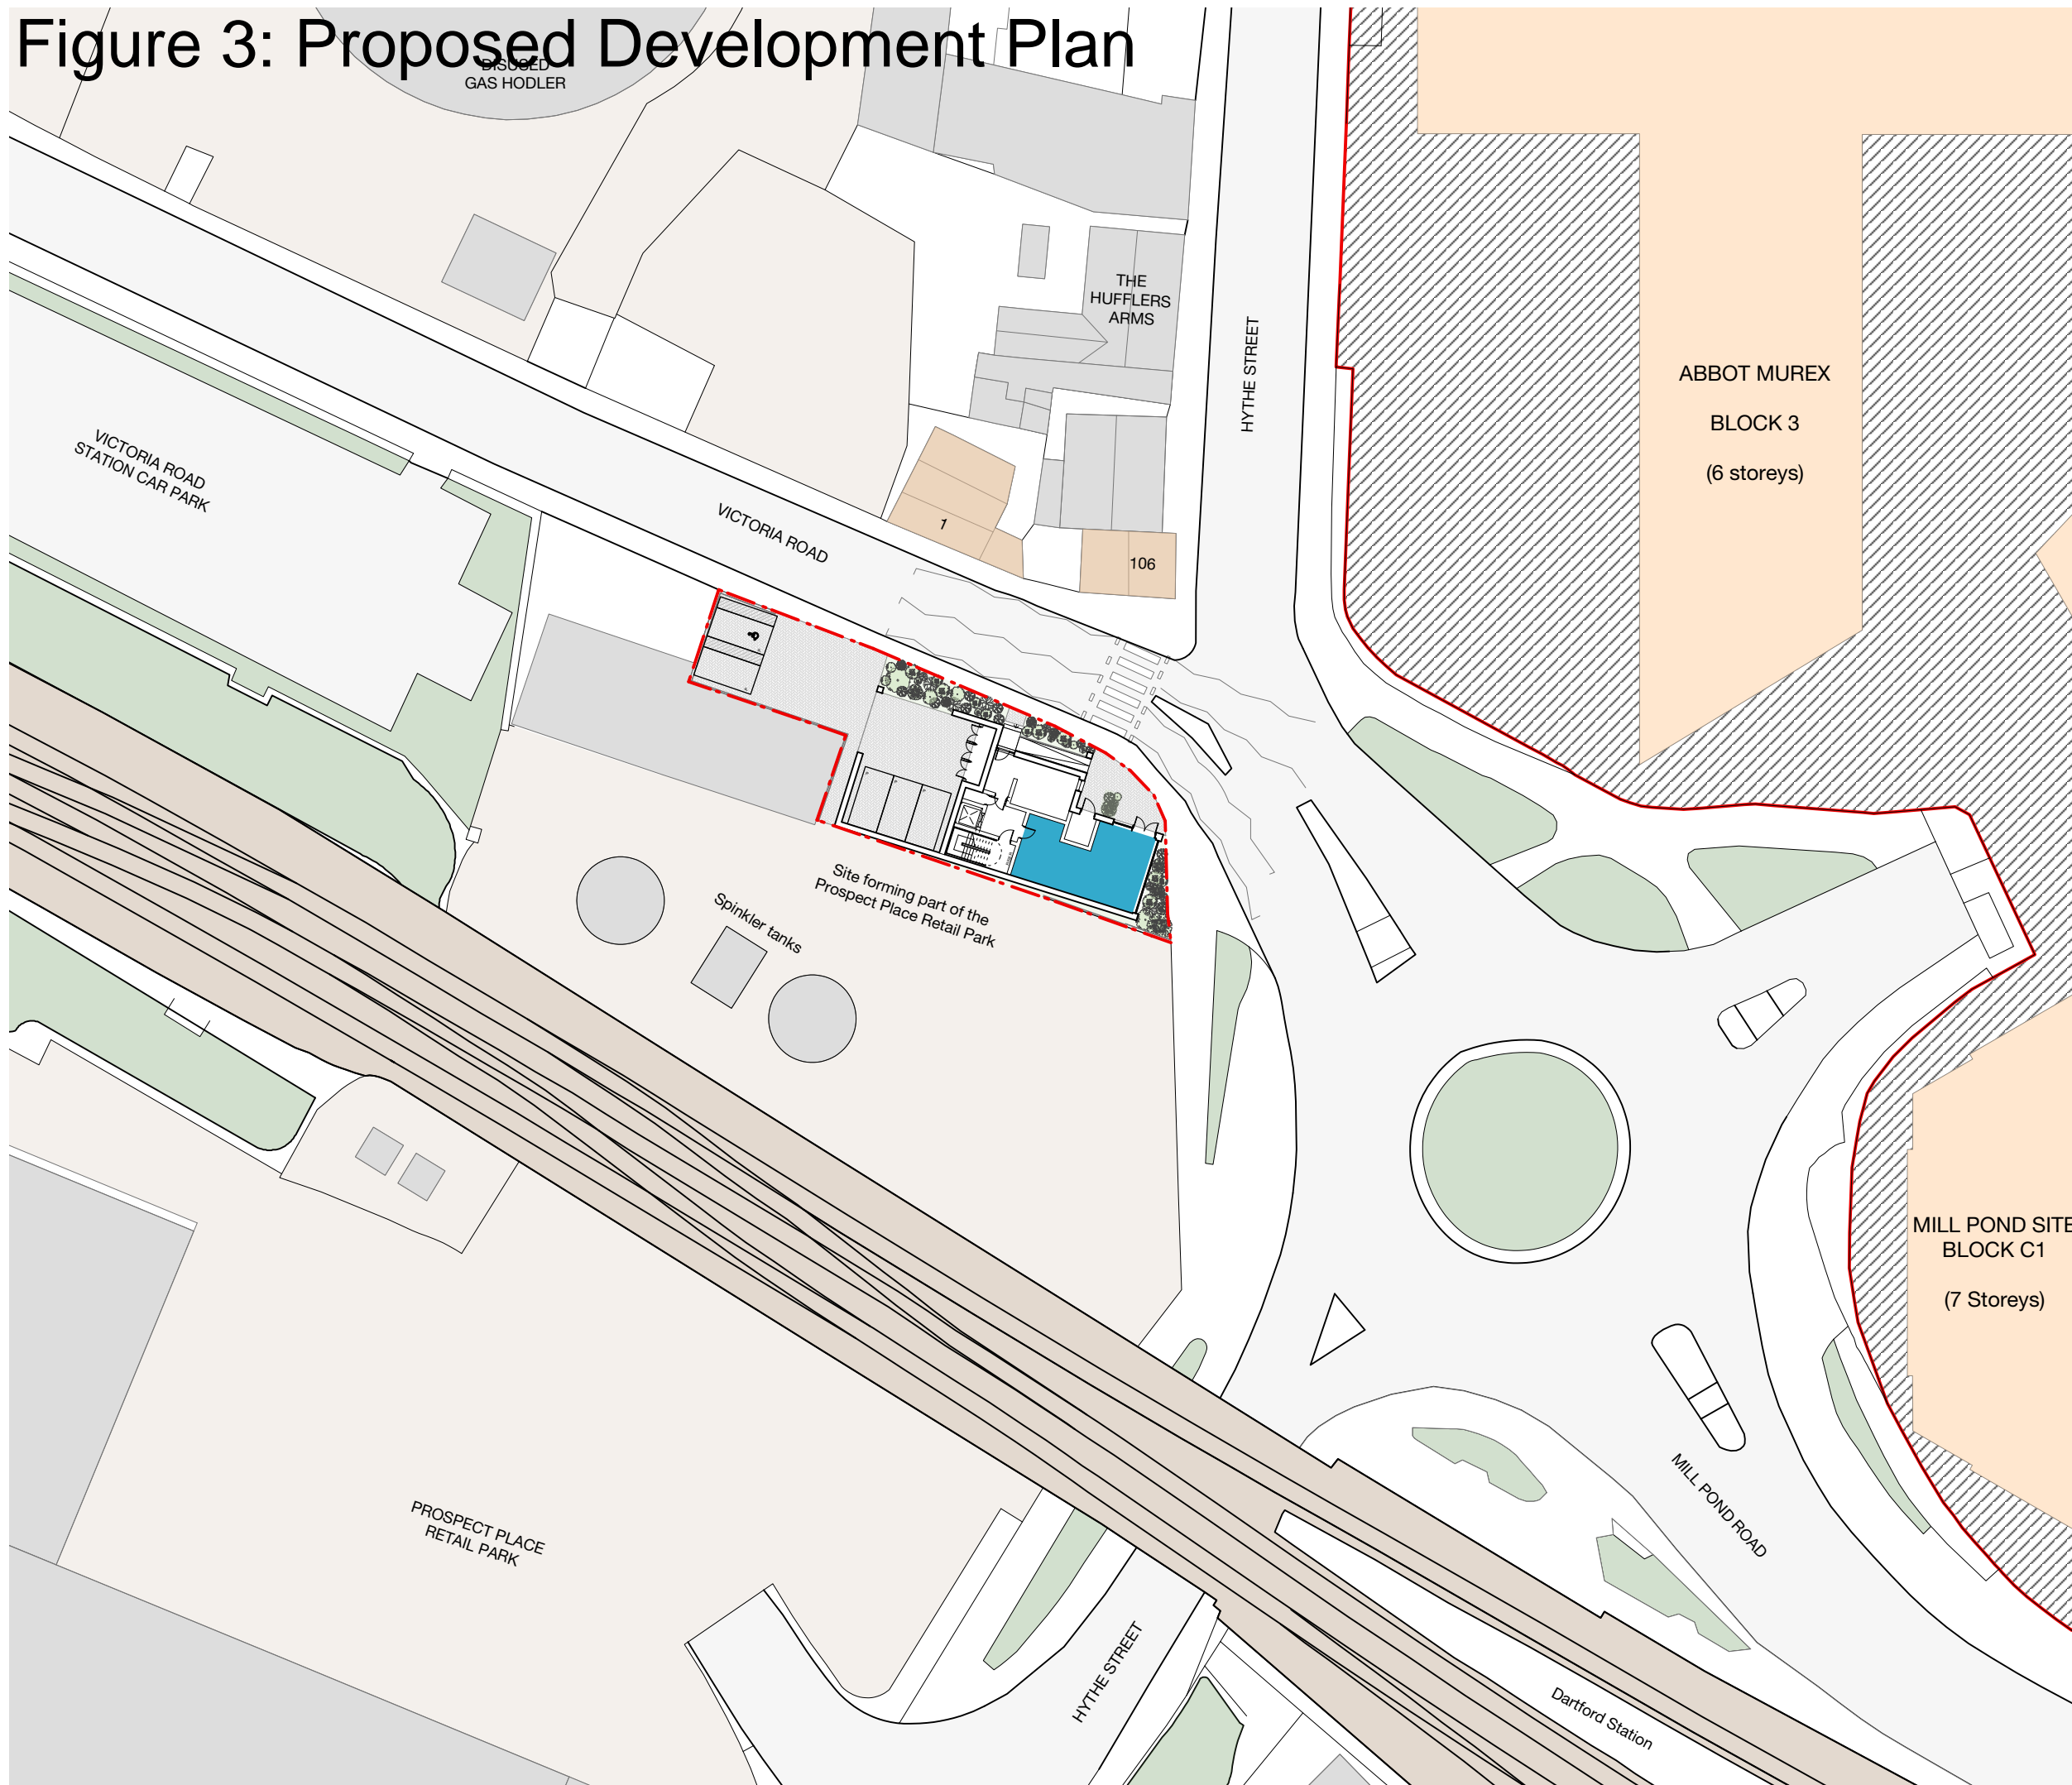 Figure 3: Proposed Development Plan
DISUSED
GAS HODLER
THE
HUFFLERS
ARMS
HYTHE STREET
ABBOT MUREX
BLOCK 3
(6 storeys)
VICTORIA ROAD
STATION CAR PARK
VICTORIA ROAD
1
106
Site forming part of the
Prospect Place Retail Park
Spinkler tanks
MILL POND SITE
BLOCK C1
(7 Storeys)
MILL POND ROAD
PROSPECT PLACE
RETAIL PARK
HYTHE STREET
Dartford Station